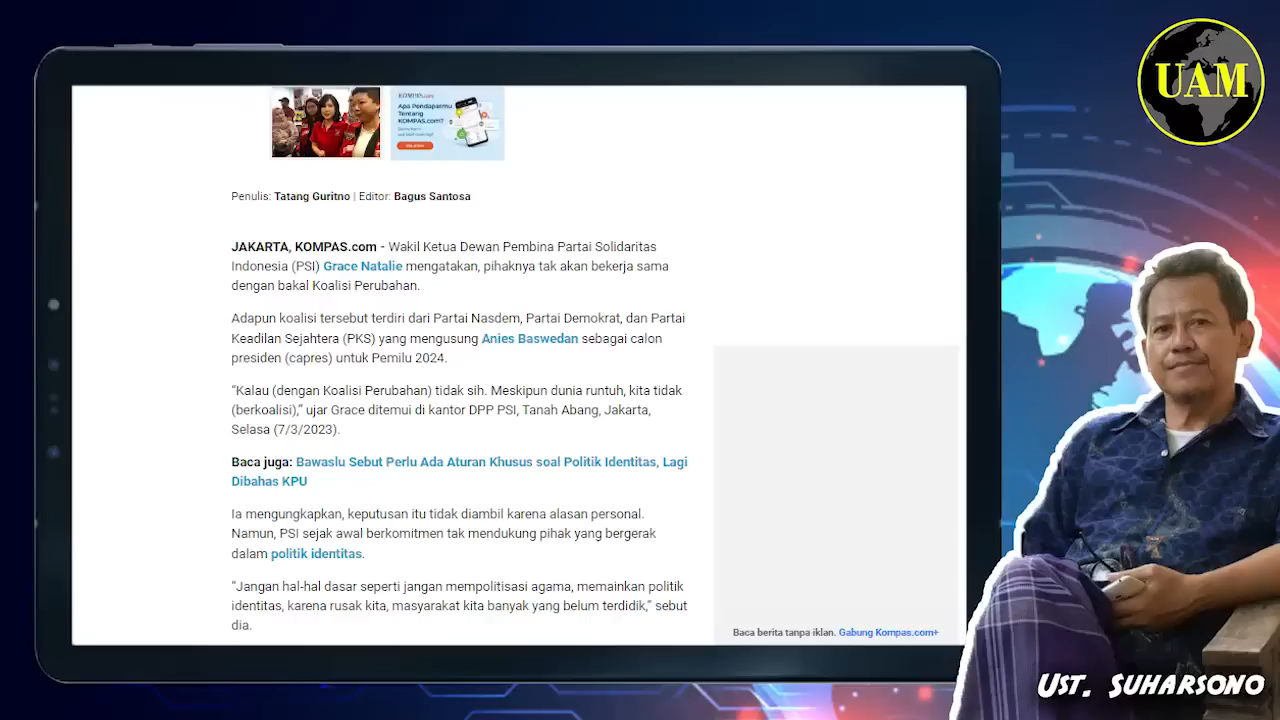 UAM
KOMPAS.com
Apa Pendapatmu
Tentang
KOMPAS.com?
Penulis: Tatang Guritno | Editor: Bagus Santosa
JAKARTA, KOMPAS.com - Wakil Ketua Dewan Pembina Partai Solidaritas
Indonesia (PSI) Grace Natalie mengatakan, pihaknya tak akan bekerja sama
dengan bakal Koalisi Perubahan.
Adapun koalisi tersebut terdiri dari Partai Nasdem, Partai Demokrat, dan Partai
Keadilan Sejahtera (PKS) yang mengusung Anies Baswedan sebagai calon
presiden (capres) untuk Pemilu 2024.
“Kalau (dengan Koalisi Perubahan) tidak sih. Meskipun dunia runtuh, kita tidak
(berkoalisi),” ujar Grace ditemui di kantor DPP PSI, Tanah Abang, Jakarta,
Selasa (7/3/2023).
Baca juga: Bawaslu Sebut Perlu Ada Aturan Khusus soal Politik Identitas, Lagi
Dibahas KPU
Ia mengungkapkan, keputusan itu tidak diambil karena alasan personal.
Namun, PSI sejak awal berkomitmen tak mendukung pihak yang bergerak
dalam politik identitas.
“Jangan hal-hal dasar seperti jangan mempolitisasi agama, memainkan politik
identitas, karena rusak kita, masyarakat kita banyak yang belum terdidik,” sebut
dia.
Baca berita tanpa iklan. Gabung Kompas.com+
Ust. Suharsono